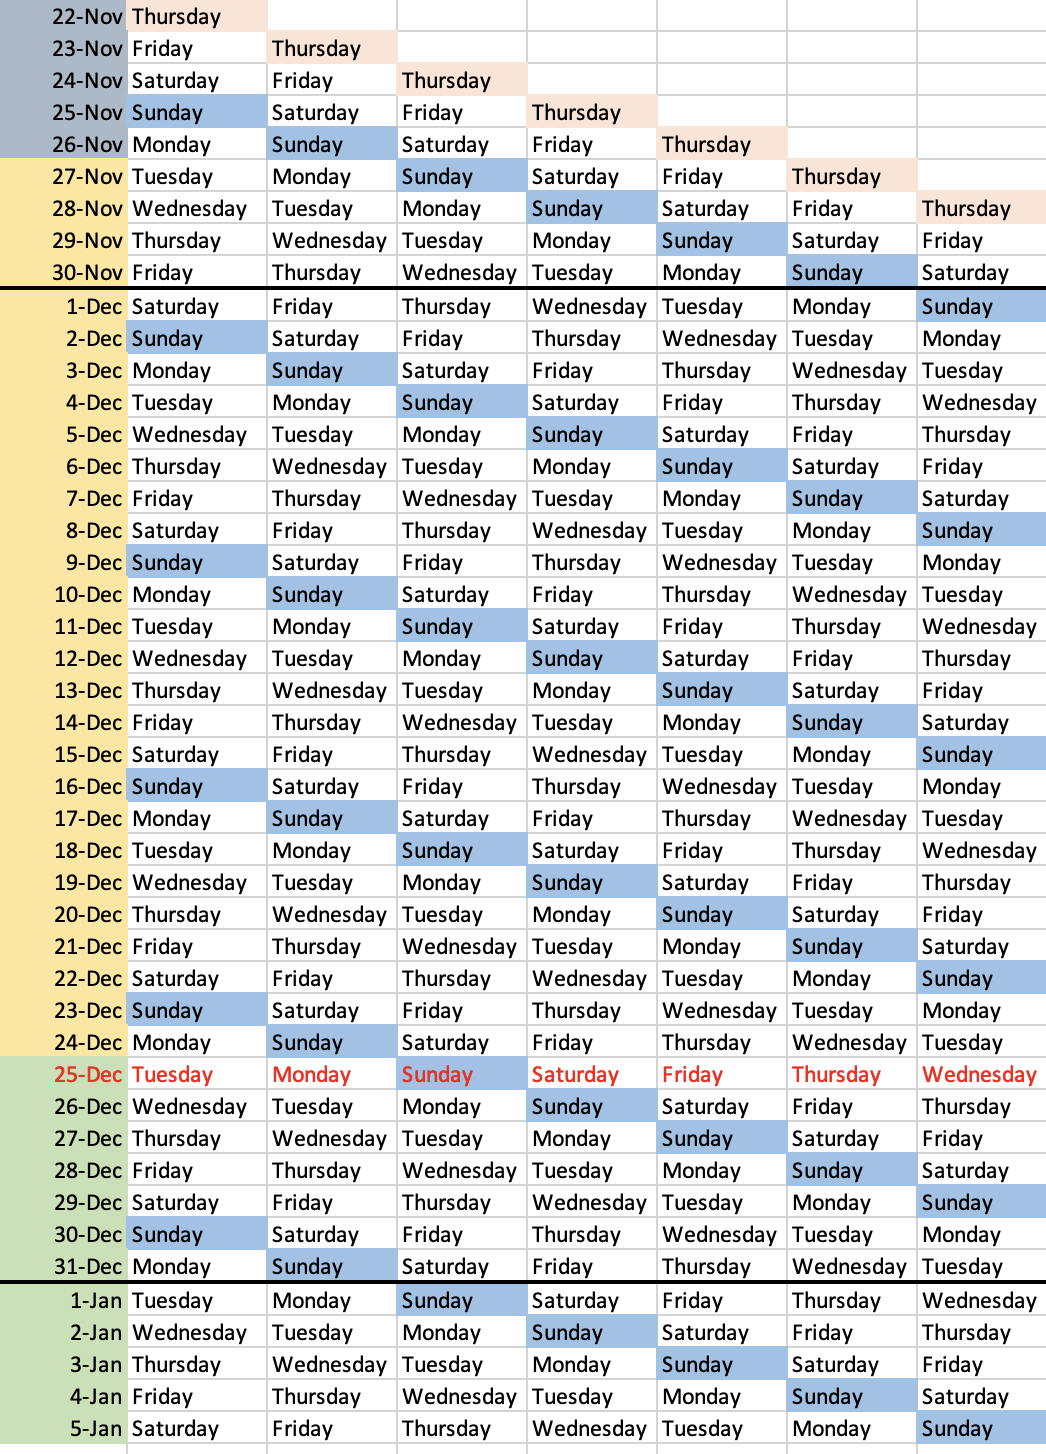 22-Nov Thursday
23-Nov Friday Thursday
24-Nov Saturday Friday Thursday
25-Nov Sunday Saturday Friday Thursday
26-Nov Monday Sunday Saturday Friday Thursday
27-Nov Tuesday Monday Sunday Saturday Friday Thursday
28-Nov Wednesday Tuesday Monday Sunday Saturday Friday Thursday
29-Nov Thursday Wednesday Tuesday Monday Sunday Saturday Friday
30-Nov Friday Thursday Wednesday Tuesday Monday Sunday Saturday
1-Dec Saturday Friday Thursday Wednesday Tuesday Monday Sunday
2-Dec Sunday Saturday Friday Thursday Wednesday Tuesday Monday
3-Dec Monday Sunday Saturday Friday Thursday Wednesday Tuesday
4-Dec Tuesday Monday Sunday Saturday Friday Thursday Wednesday
5-Dec Wednesday Tuesday Monday Sunday Saturday Friday Thursday
6-Dec Thursday Wednesday Tuesday Monday Sunday Saturday Friday
7-Dec Friday Thursday Wednesday Tuesday Monday Sunday Saturday
8-Dec Saturday Friday Thursday Wednesday Tuesday Monday Sunday
9-Dec Sunday Saturday Friday Thursday Wednesday Tuesday Monday
10-Dec Monday Sunday Saturday Friday Thursday Wednesday Tuesday
11-Dec Tuesday Monday Sunday Saturday Friday Thursday Wednesday
12-Dec Wednesday Tuesday Monday Sunday Saturday Friday Thursday
13-Dec Thursday Wednesday Tuesday Monday Sunday Saturday Friday
14-Dec Friday Thursday Wednesday Tuesday Monday Sunday Saturday
15-Dec Saturday Friday Thursday Wednesday Tuesday Monday Sunday
16-Dec Sunday Saturday Friday Thursday Wednesday Tuesday Monday
17-Dec Monday Sunday Saturday Friday Thursday Wednesday Tuesday
18-Dec Tuesday Monday Sunday Saturday Friday Thursday Wednesday
19-Dec Wednesday Tuesday Monday Sunday Saturday Friday Thursday
20-Dec Thursday Wednesday Tuesday Monday Sunday Saturday Friday
21-Dec Friday Thursday Wednesday Tuesday Monday Sunday Saturday
22-Dec Saturday Friday Thursday Wednesday Tuesday Monday Sunday
23-Dec Sunday Saturday Friday Thursday Wednesday Tuesday Monday
24-Dec Monday Sunday Saturday Friday Thursday Wednesday Tuesday
25-Dec Tuesday Monday Sunday Saturday Friday Thursday Wednesday
26-Dec Wednesday Tuesday Monday Sunday Saturday Friday Thursday
27-Dec Thursday Wednesday Tuesday Monday Sunday Saturday Friday
28-Dec Friday Thursday Wednesday Tuesday Monday Sunday Saturday
29-Dec Saturday Friday Thursday Wednesday Tuesday Monday Sunday
30-Dec Sunday Saturday Friday Thursday Wednesday Tuesday Monday
31-Dec Monday Sunday Saturday Friday Thursday Wednesday Tuesday
1-Jan Tuesday Monday Sunday Saturday Friday Thursday Wednesday
2-Jan Wednesday Tuesday Monday Sunday Saturday Friday Thursday
3-Jan Thursday Wednesday Tuesday Monday Sunday Saturday Friday
4-Jan Friday Thursday Wednesday Tuesday Monday Sunday Saturday
5-Jan Saturday Friday Thursday Wednesday Tuesday Monday Sunday